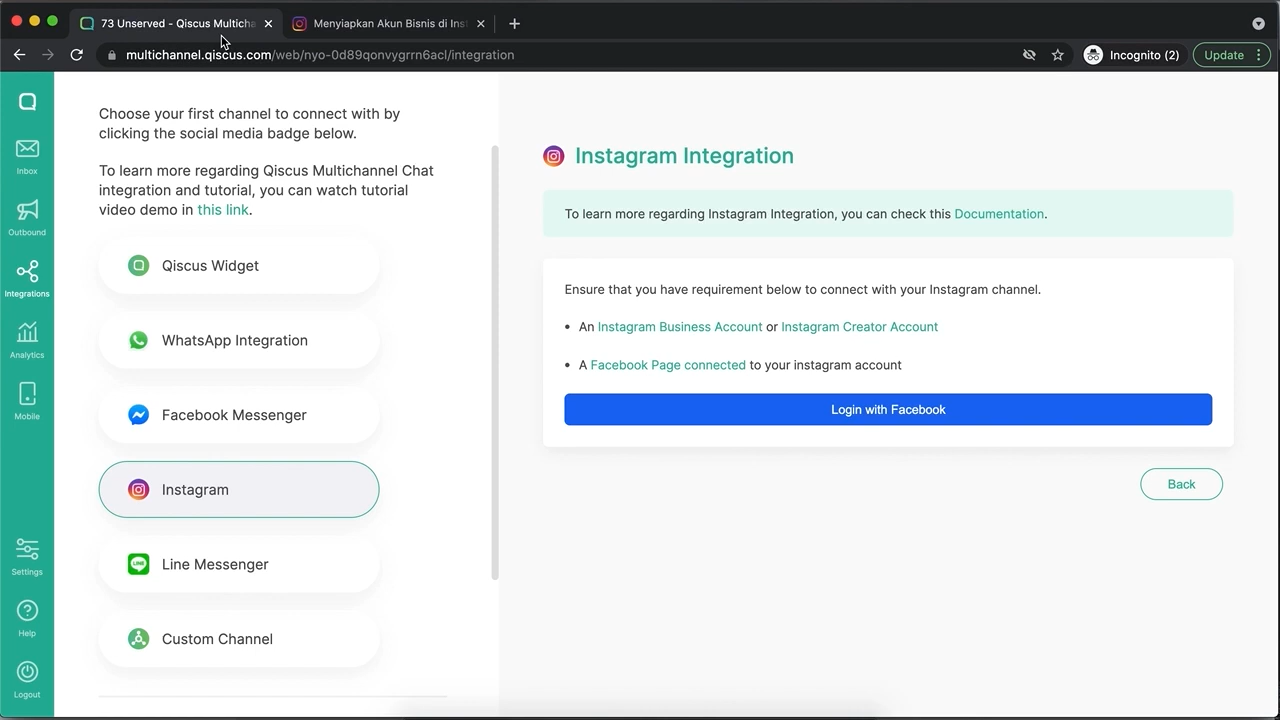 73 Unserved - Qiscus Multicha
Menyiapkan Akun Bisnis di Inst
multichannel.qiscus.com/web/nyo-0d89qonvygrrn6acl/integration
Incognito (2)
Update
Inbox
Outbound
Integrations
Analytics
Mobile
Settings
Help
Logout
Choose your first channel to connect with by
clicking the social media badge below.
To learn more regarding Qiscus Multichannel Chat
integration and tutorial, you can watch tutorial
video demo in this link.
Qiscus Widget
WhatsApp Integration
Facebook Messenger
Instagram
Line Messenger
Custom Channel
Instagram Integration
To learn more regarding Instagram Integration, you can check this Documentation.
Ensure that you have requirement below to connect with your Instagram channel.
• An Instagram Business Account or Instagram Creator Account
• A Facebook Page connected to your instagram account
Login with Facebook
Back